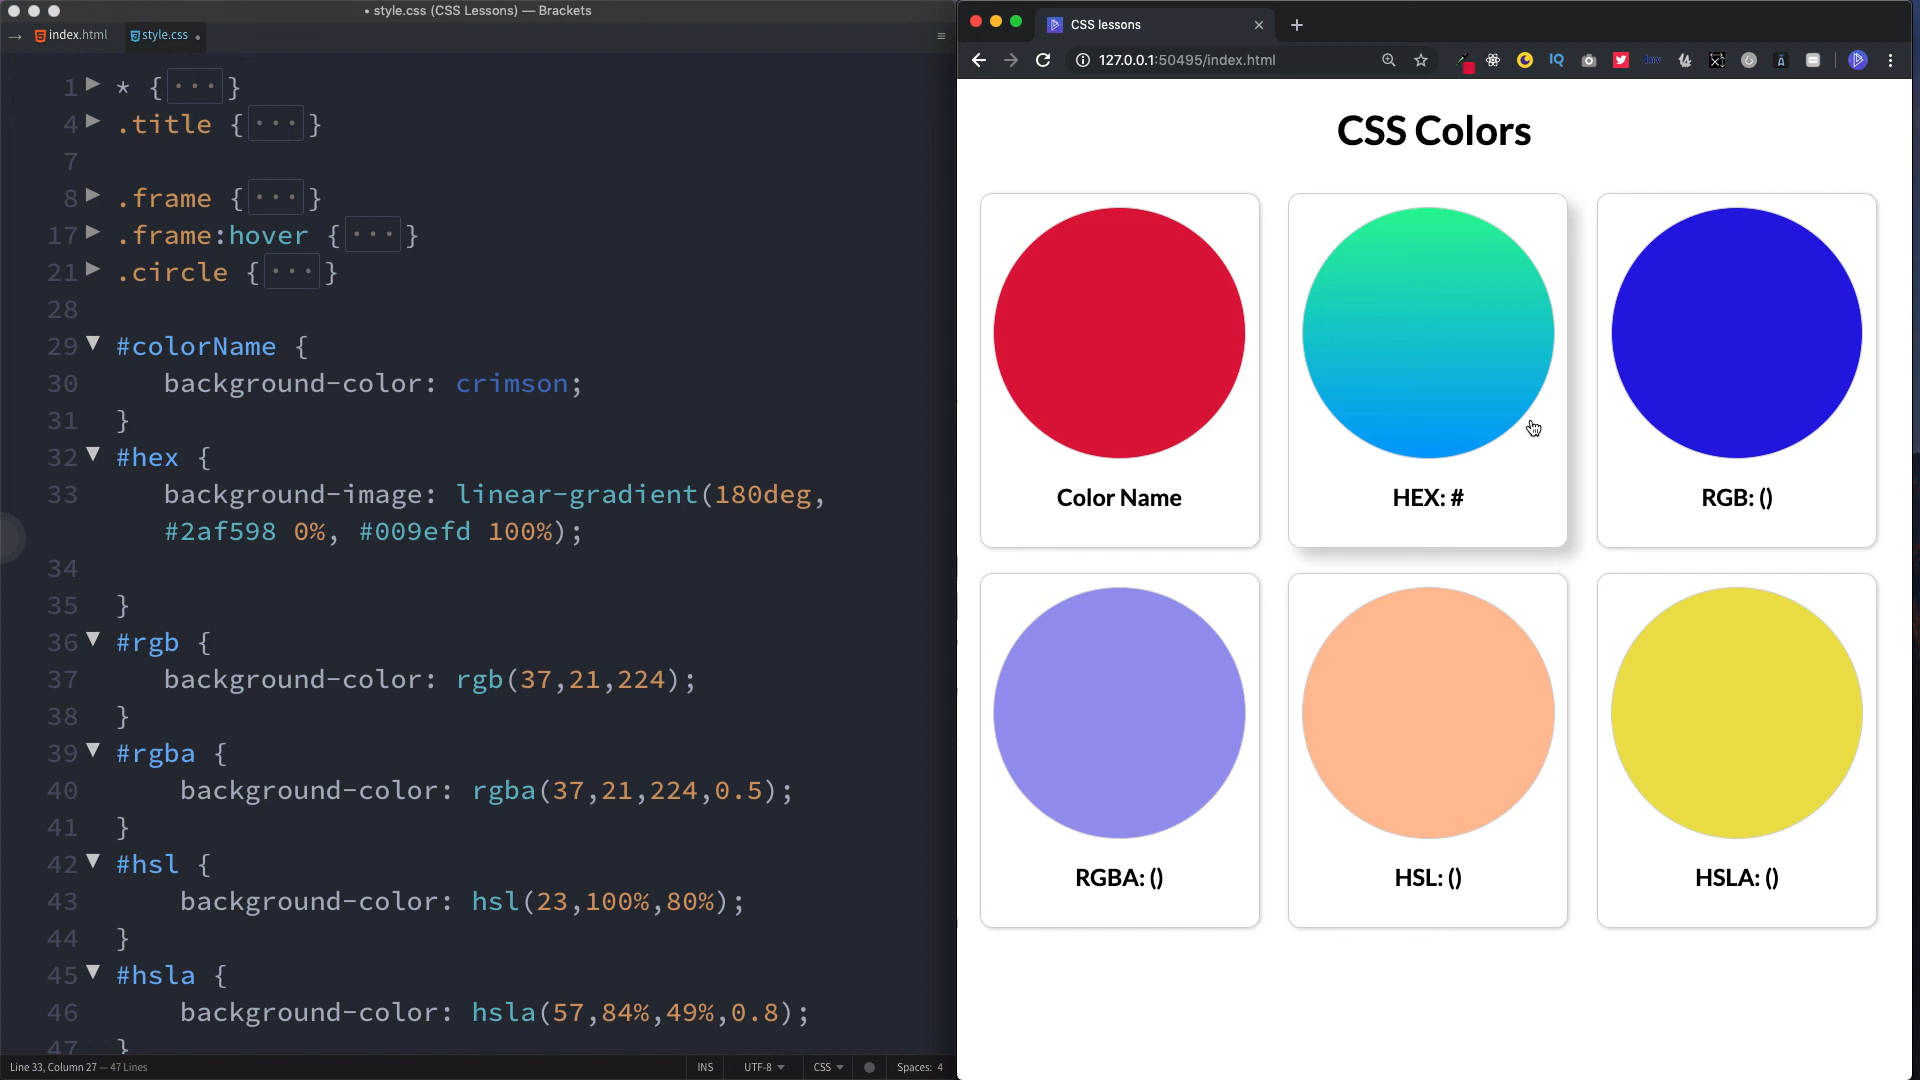 • style.css (CSS Lessons) — Brackets
index.html
style.css •
1 * {...}
4 .title {...}
7
8 .frame {...}
17 .frame:hover {...}
21 .circle {...}
28
29 #colorName {
30 background-color: crimson;
31 }
32 #hex {
33 background-image: linear-gradient(180deg,
#2af598 0%, #009efd 100%);
34
35 }
36 #rgb {
37 background-color: rgb(37,21,224);
38 }
39 #rgba {
40 background-color: rgba(37,21,224,0.5);
41 }
42 #hsl {
43 background-color: hsl(23,100%,80%);
44 }
45 #hsla {
46 background-color: hsla(57,84%,49%,0.8);
47 }
Line 33, Column 27 — 47 Lines
INS
UTF-8
CSS
Spaces: 4
CSS lessons
127.0.0.1:50495/index.html
IQ
CSS Colors
Color Name
HEX: #
RGB: ()
RGBA: ()
HSL: ()
HSLA: ()